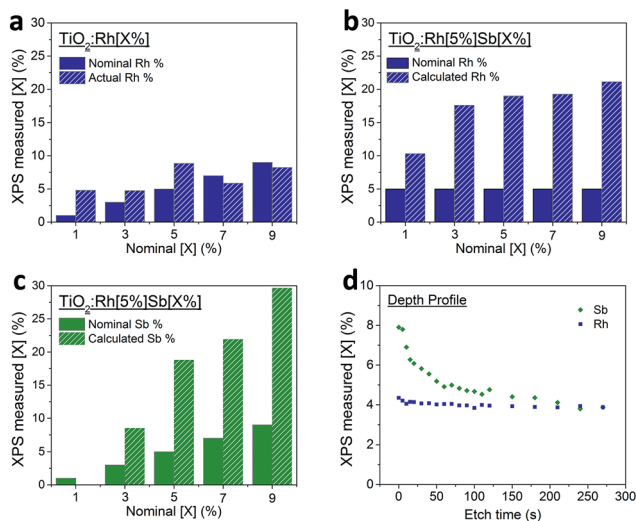 a
TiO₂:Rh[X%]
Nominal Rh %
Actual Rh %
XPS measured [X] (%)
30
25
20
15
10
5
0
1 3 5 7 9
Nominal [X] (%)
b
TiO₂:Rh[5%]Sb[X%]
Nominal Rh %
Calculated Rh %
XPS measured [X] (%)
30
25
20
15
10
5
0
1 3 5 7 9
Nominal [X] (%)
c
TiO₂:Rh[5%]Sb[X%]
Nominal Sb %
Calculated Sb %
XPS measured [X] (%)
30
25
20
15
10
5
0
1 3 5 7 9
Nominal [X] (%)
d
Depth Profile
Sb
Rh
XPS measured [X] (%)
10
8
6
4
2
0
0 50 100 150 200 250 300
Etch time (s)